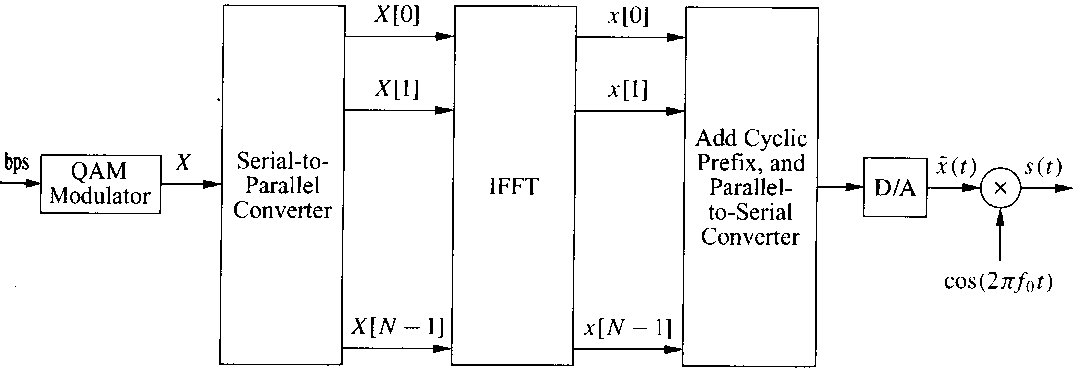 bps
QAM
Modulator
X
Serial-to-
Parallel
Converter
X[0]
X[1]
X[N − 1]
IFFT
x[0]
x[1]
x[N − 1]
Add Cyclic
Prefix, and
Parallel-
to-Serial
Converter
D/A
x̃(t)
×
s(t)
cos(2πf₀t)